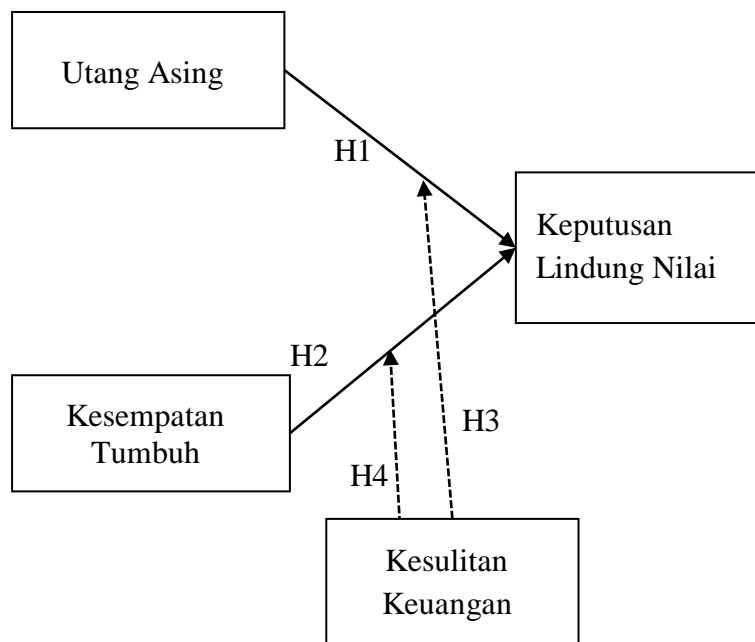 Utang Asing
H1
Keputusan
Lindung Nilai
H2
Kesempatan
Tumbuh
H3
H4
Kesulitan
Keuangan